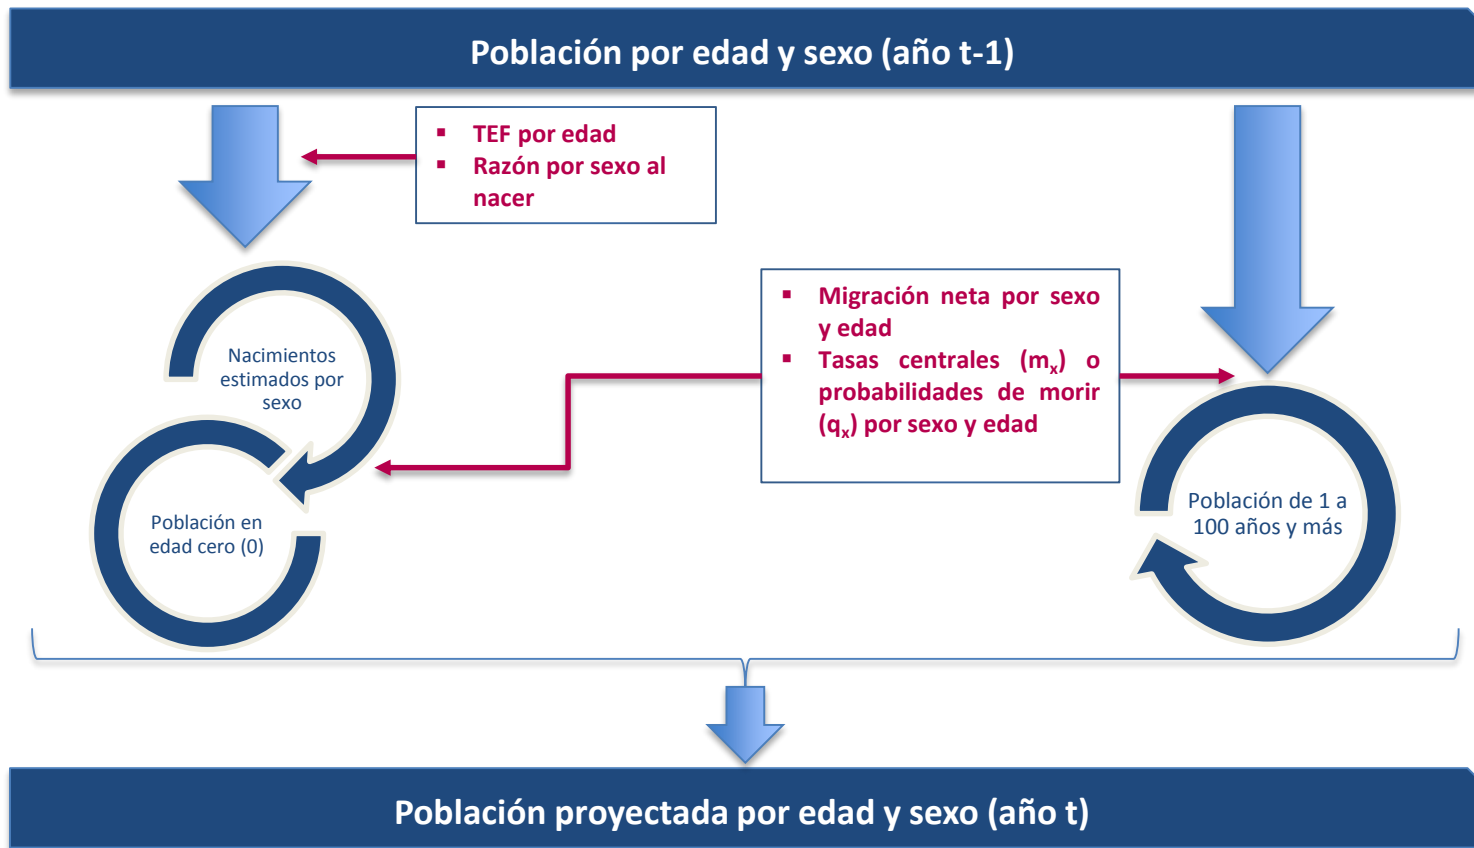 Población por edad y sexo (año t-1)
▪ TEF por edad
▪ Razón por sexo al
nacer
▪ Migración neta por sexo
y edad
▪ Tasas centrales (mₓ) o
probabilidades de morir
(qₓ) por sexo y edad
Nacimientos
estimados por
sexo
Población en
edad cero (0)
Población de 1 a
100 años y más
Población proyectada por edad y sexo (año t)